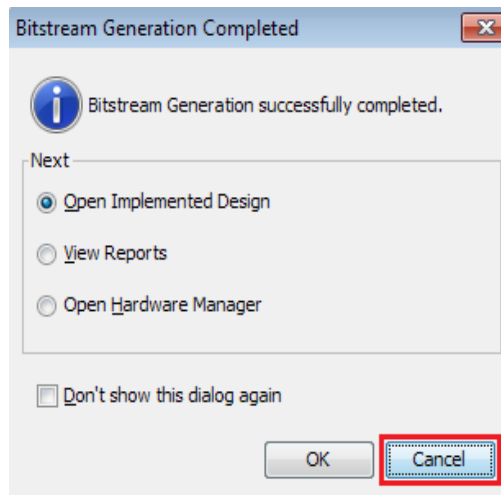 Bitstream Generation Completed
Bitstream Generation successfully completed.
Next
Open Implemented Design
View Reports
Open Hardware Manager
Don't show this dialog again
OK
Cancel